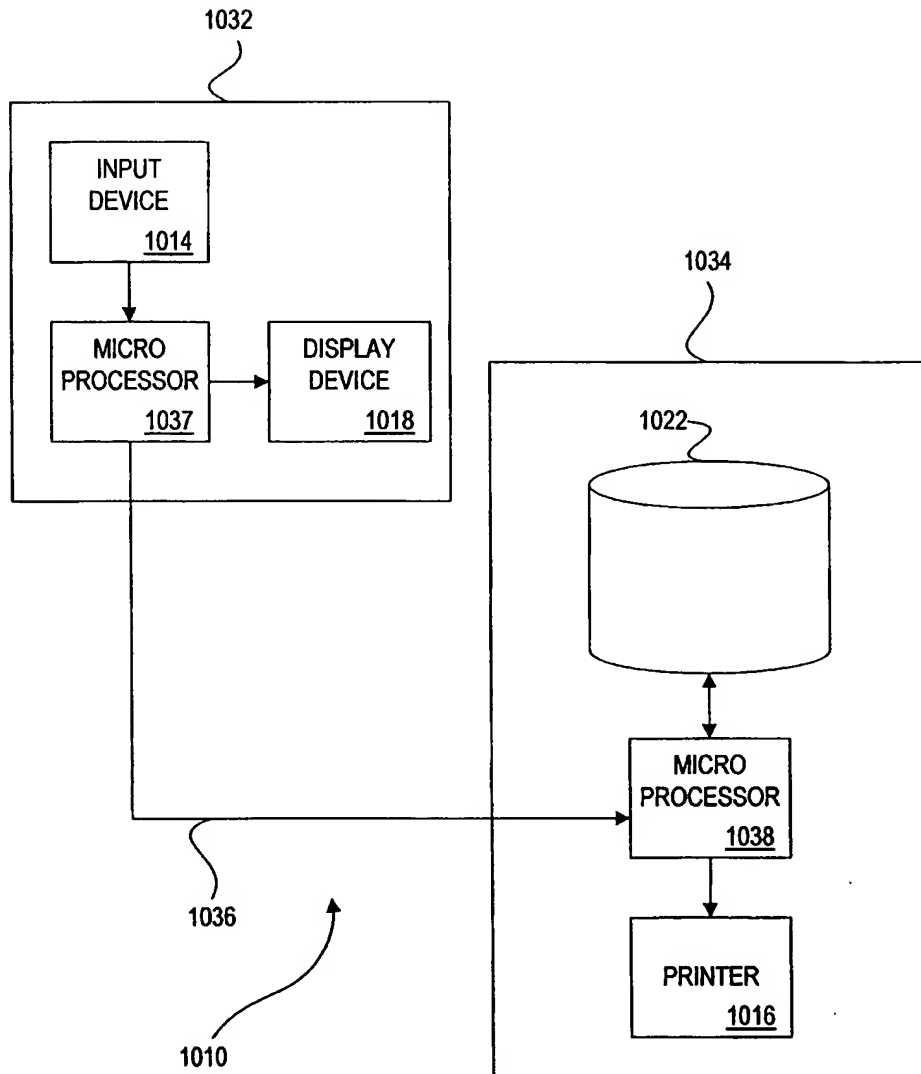 1032
INPUT
DEVICE
1014
MICRO
PROCESSOR
1037
DISPLAY
DEVICE
1018
1034
1022
MICRO
PROCESSOR
1038
1036
PRINTER
1016
1010